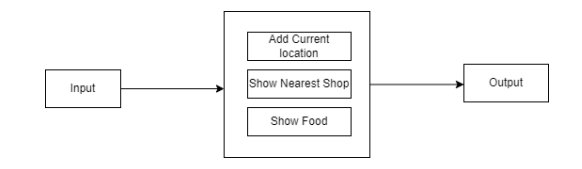 Add Current
location
Input
Show Nearest Shop
Output
Show Food